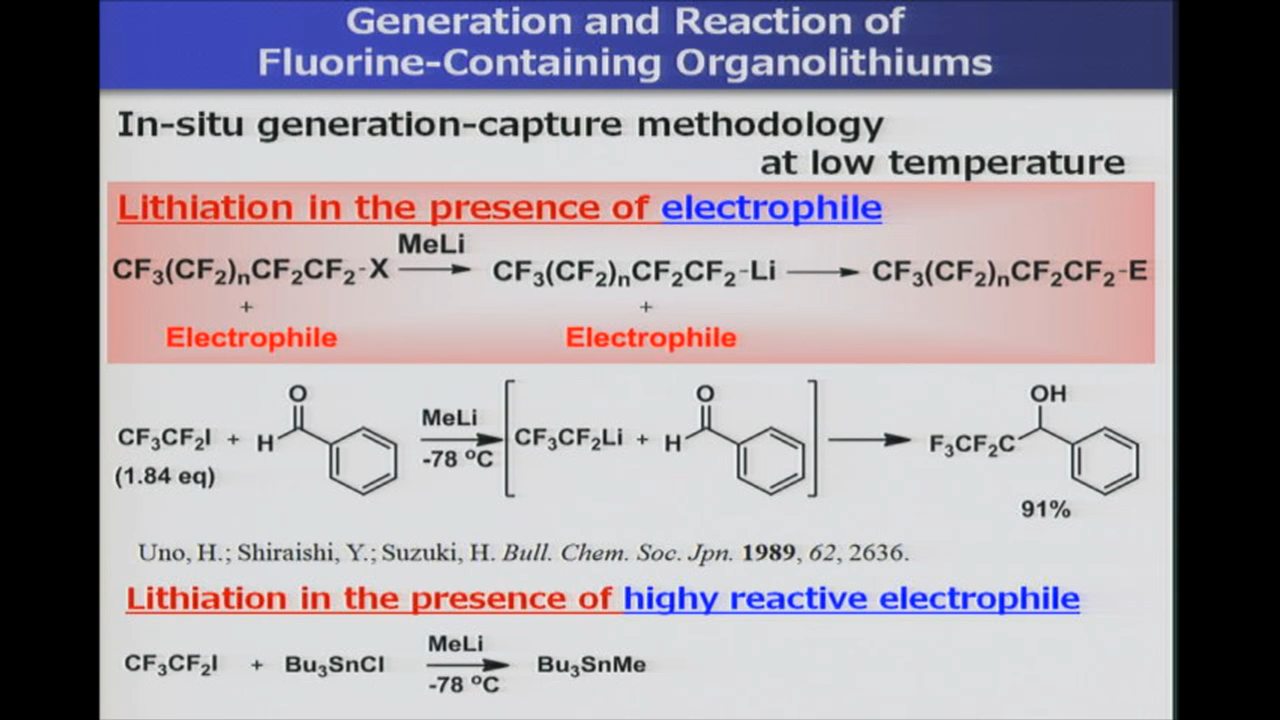 Generation and Reaction of
Fluorine-Containing Organolithiums
In-situ generation-capture methodology
at low temperature
Lithiation in the presence of electrophile
MeLi
CF₃(CF₂)ₙCF₂CF₂-X CF₃(CF₂)ₙCF₂CF₂-Li CF₃(CF₂)ₙCF₂CF₂-E
+ +
Electrophile Electrophile
O O OH
MeLi
CF₃CF₂I + H CF₃CF₂Li + H F₃CF₂C
(1.84 eq) -78 ºC
91%
Uno, H.; Shiraishi, Y.; Suzuki, H. Bull. Chem. Soc. Jpn. 1989, 62, 2636.
Lithiation in the presence of highy reactive electrophile
MeLi
CF₃CF₂I + Bu₃SnCl Bu₃SnMe
-78 ºC